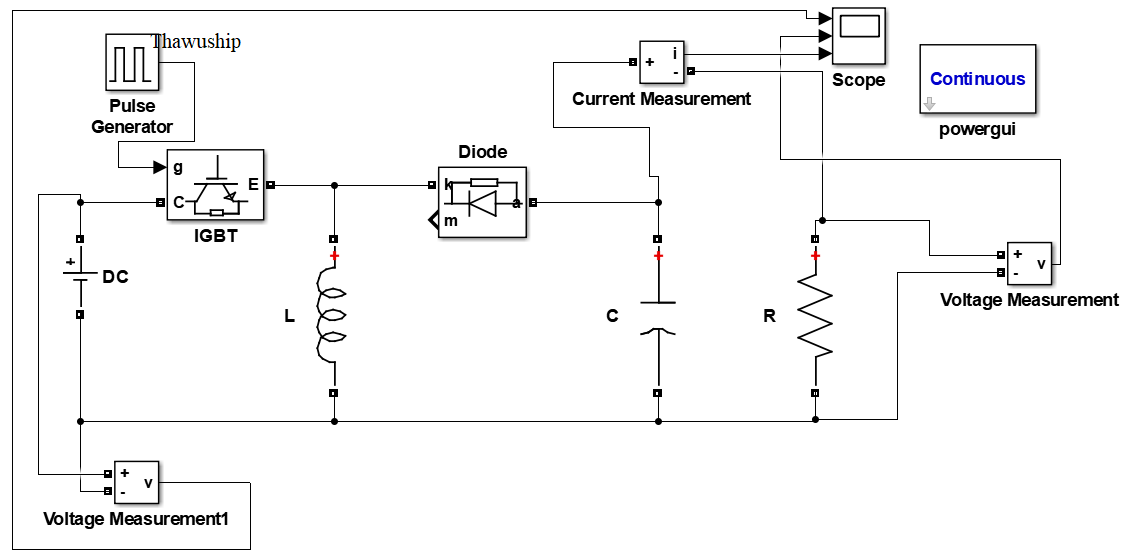 Thawuship
Pulse
Generator
i
+
-
Current Measurement
Scope
Continuous
powergui
Diode
g
C
E
IGBT
k
a
m
+
DC
+
L
+
C
+
R
+
-
v
Voltage Measurement
+
-
v
Voltage Measurement1